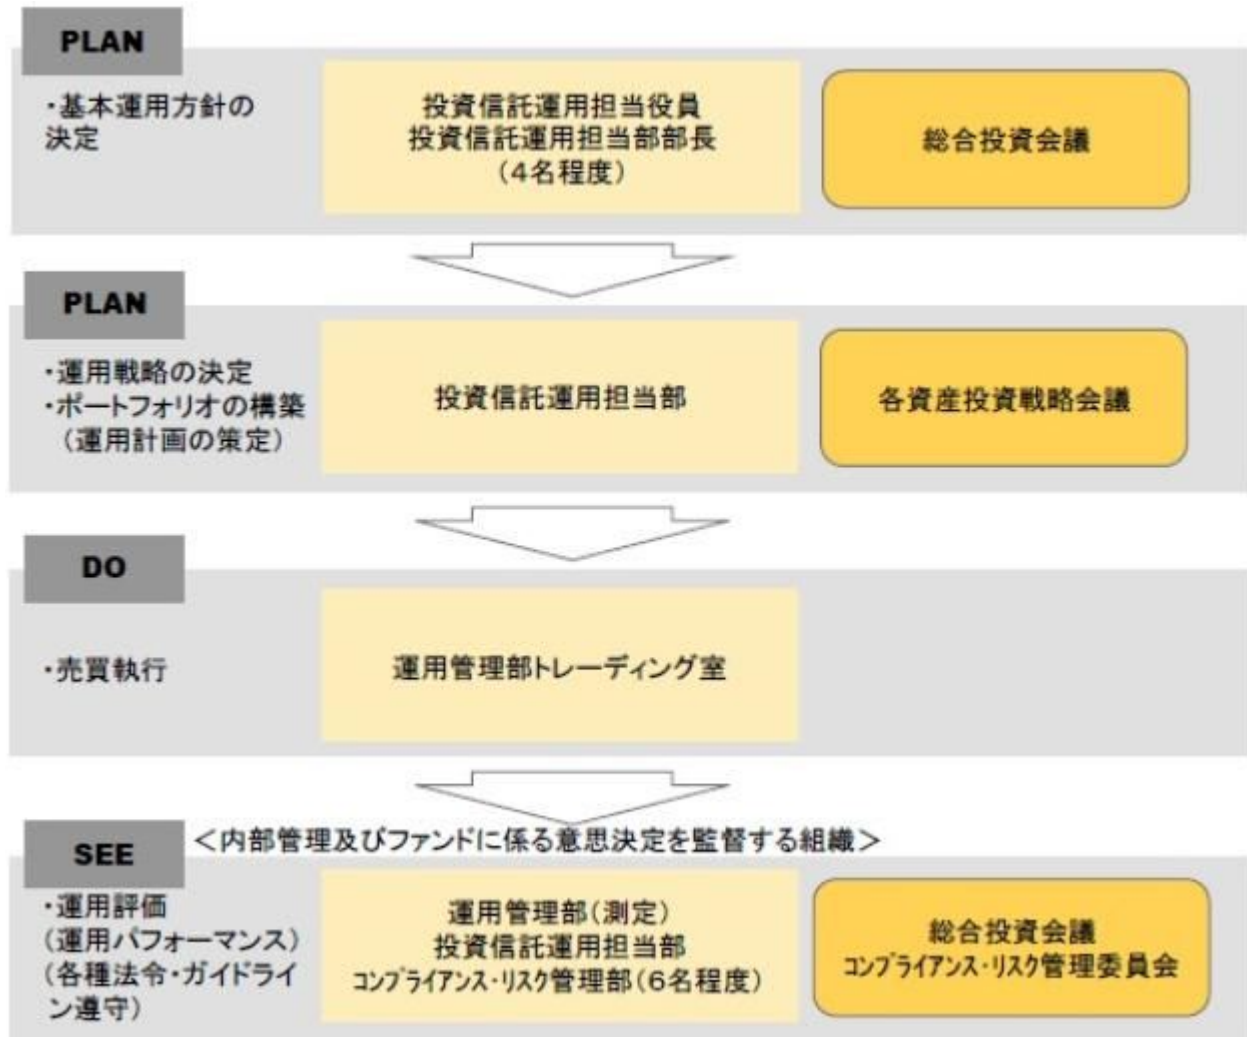 PLAN
・基本運用方針の
決定
投資信託運用担当役員
投資信託運用担当部部長
(4名程度)
総合投資会議
PLAN
・運用戦略の決定
・ポートフォリオの構築
(運用計画の策定)
投資信託運用担当部
各資産投資戦略会議
DO
・売買執行
運用管理部トレーディング室
SEE
＜内部管理及びファンドに係る意思決定を監督する組織＞
・運用評価
(運用パフォーマンス)
(各種法令・ガイドライ
ン遵守)
運用管理部(測定)
投資信託運用担当部
ｺﾝﾌﾟﾗｲｱﾝｽ・ﾘｽｸ管理部(6名程度)
総合投資会議
ｺﾝﾌﾟﾗｲｱﾝｽ・ﾘｽｸ管理委員会